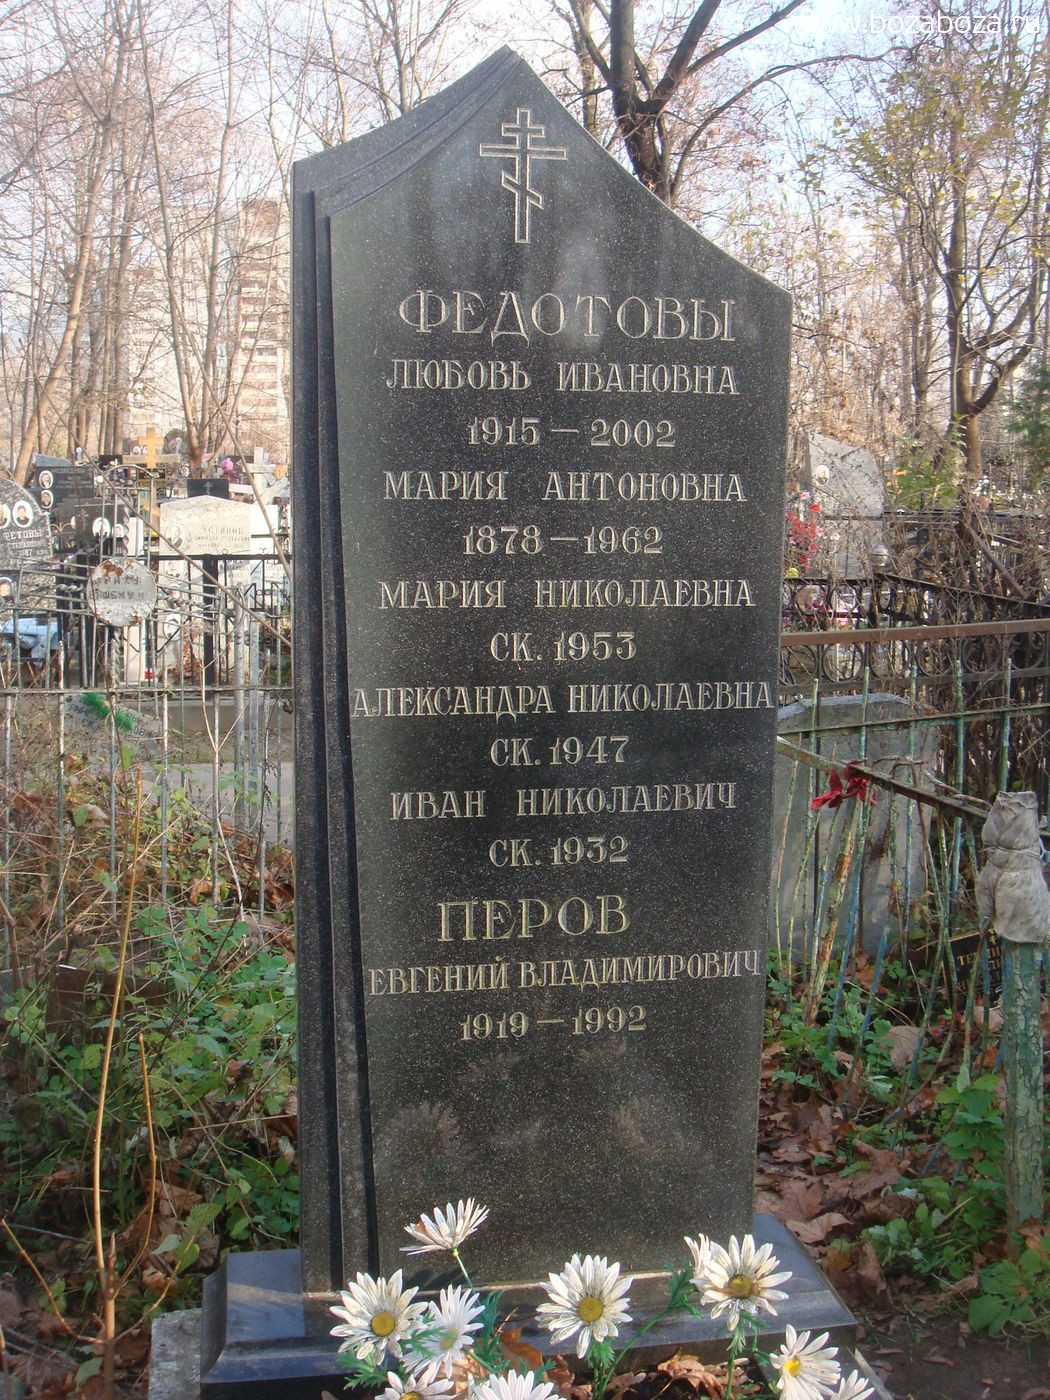 ФЕДОТОВЫ
ЛЮБОВЬ ИВАНОВНА
1915 — 2002
МАРИЯ АНТОНОВНА
1878 — 1962
МАРИЯ НИКОЛАЕВНА
СК. 1953
АЛЕКСАНДРА НИКОЛАЕВНА
СК. 1947
ИВАН НИКОЛАЕВИЧ
СК. 1932
ПЕРОВ
ЕВГЕНИЙ ВЛАДИМИРОВИЧ
1919 — 1992